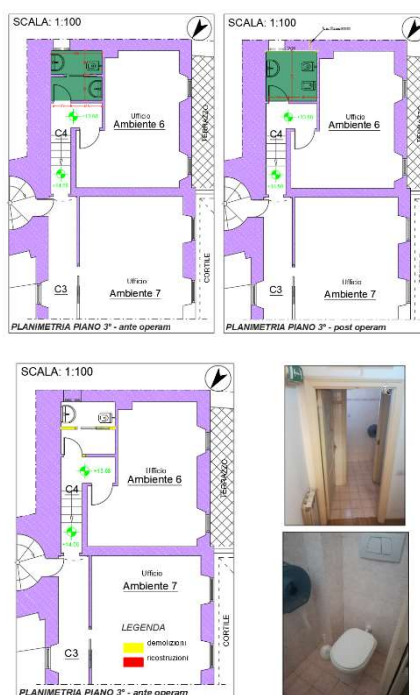 SCALA: 1:100
Ufficio
Ambiente 6
C4
TERRAZZO
Ufficio
Ambiente 7
C3
CORTILE
PLANIMETRIA PIANO 3° - ante operam
SCALA: 1:100
Ufficio
Ambiente 6
C4
TERRAZZO
Ufficio
Ambiente 7
C3
CORTILE
PLANIMETRIA PIANO 3° - post operam
SCALA: 1:100
Ufficio
Ambiente 6
C4
TERRAZZO
Ufficio
Ambiente 7
C3
CORTILE
LEGENDA
demolizioni
ricostruzioni
PLANIMETRIA PIANO 3° - ante operam